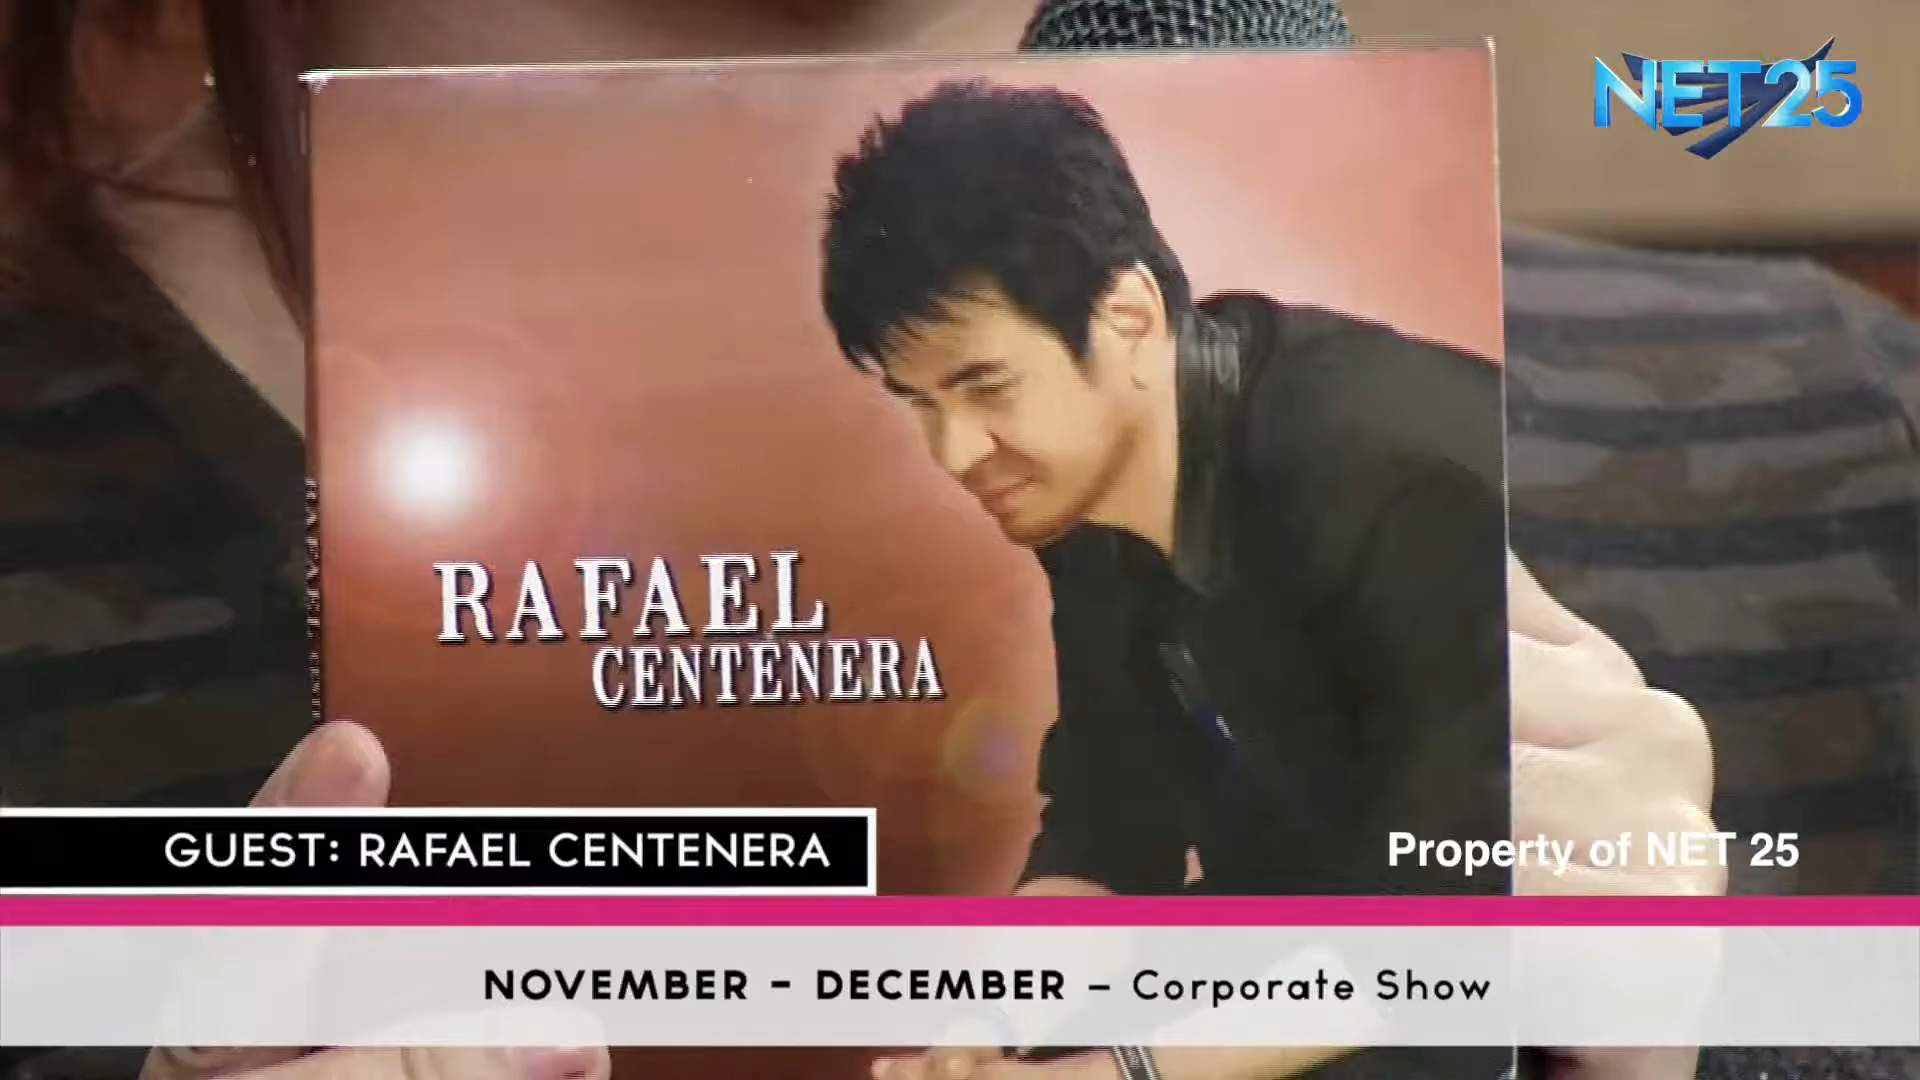 NET25
RAFAEL
CENTENERA
GUEST: RAFAEL CENTENERA
Property of NET 25
NOVEMBER - DECEMBER – Corporate Show